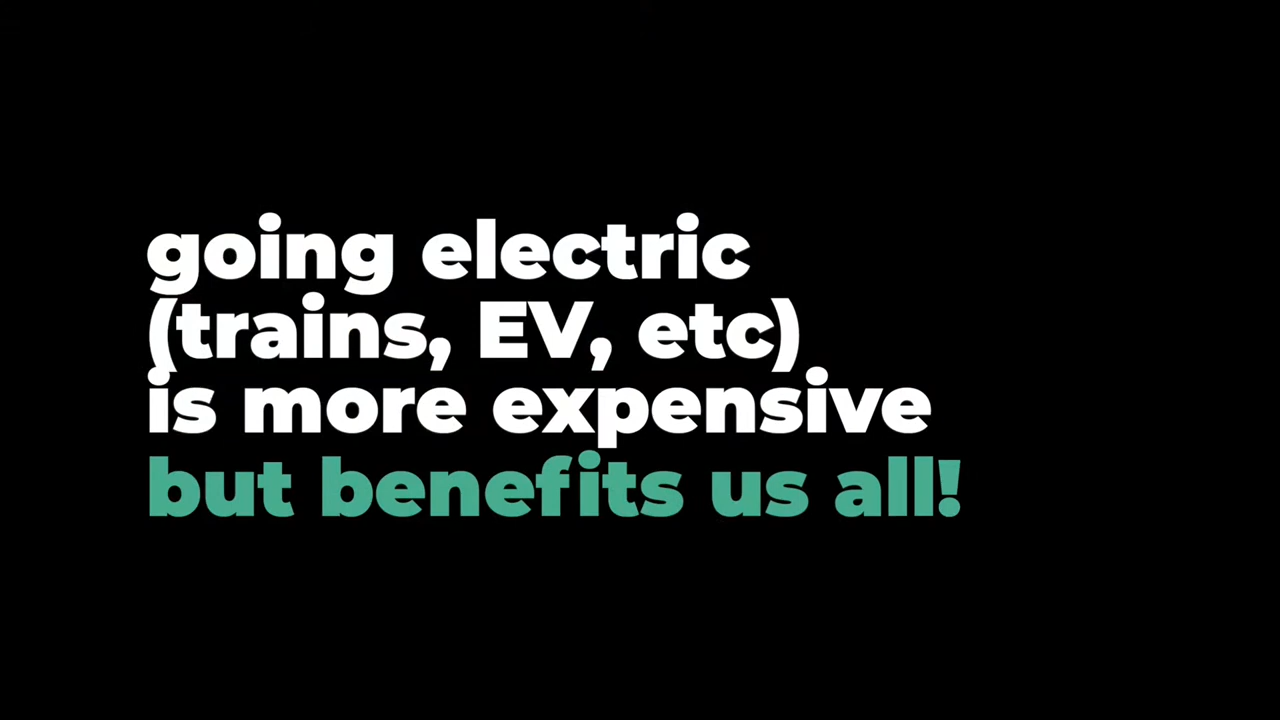 going electric
(trains, EV, etc)
is more expensive
but benefits us all!